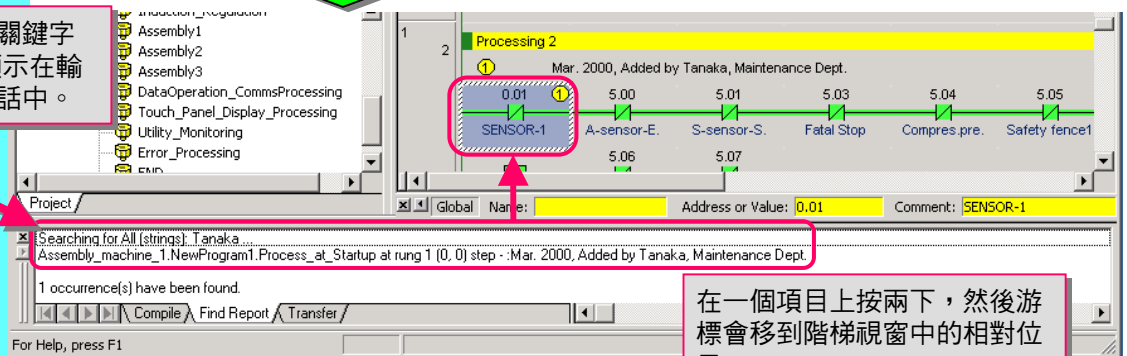 關鍵字
示在輸
話中。
Induction_Regulation
Assembly1
Assembly2
Assembly3
DataOperation_CommsProcessing
Touch_Panel_Display_Processing
Utility_Monitoring
Error_Processing
END
Project
1
2
Processing 2
1 Mar. 2000, Added by Tanaka, Maintenance Dept.
0.01 1 5.00 5.01 5.03 5.04 5.05
SENSOR-1 A-sensor-E. S-sensor-S. Fatal Stop Compres.pre. Safety fence1
5.06 5.07
Global Name: Address or Value: 0.01 Comment: SENSOR-1
Searching for All (strings): Tanaka ...
Assembly_machine_1.NewProgram1.Process_at_Startup at rung 1 (0, 0) step - :Mar. 2000, Added by Tanaka, Maintenance Dept.
1 occurrence(s) have been found.
Compile Find Report Transfer
在一個項目上按兩下，然後游
標會移到階梯視窗中的相對位
For Help, press F1